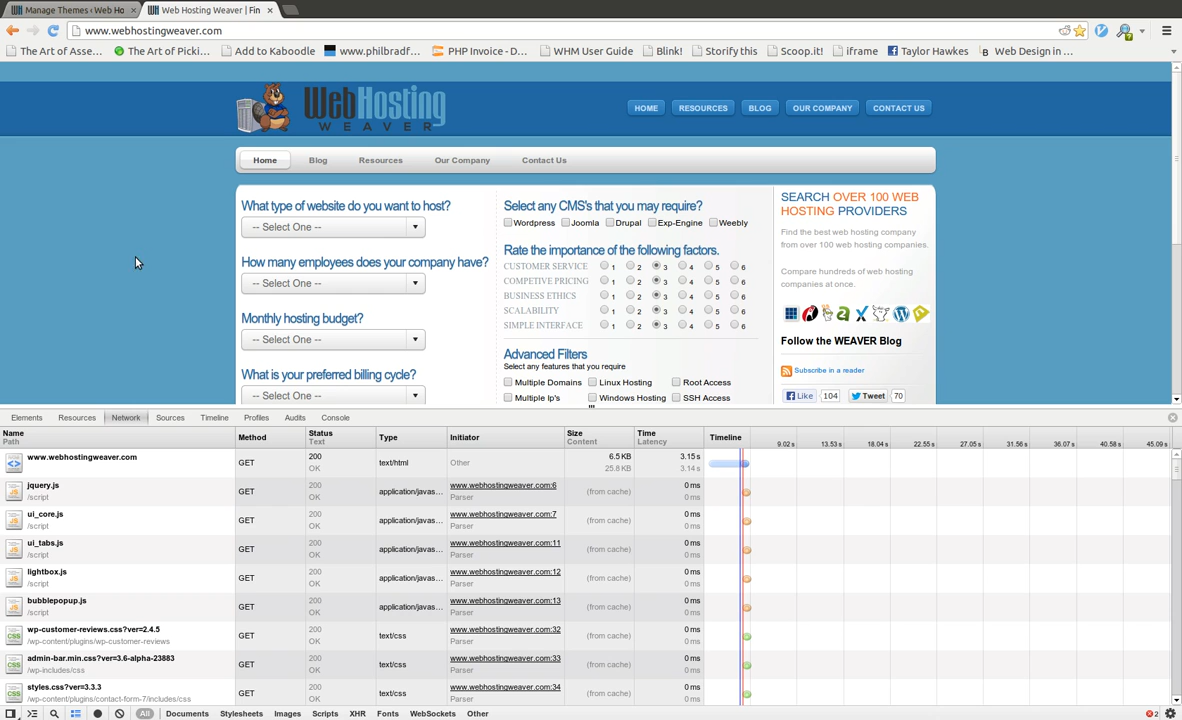 Manage Themes ‹ Web Ho
Web Hosting Weaver | Fin
www.webhostingweaver.com
The Art of Asse...
The Art of Picki...
Add to Kaboodle
www.philbradf...
PHP Invoice - D...
WHM User Guide
Blink!
Storify this
Scoop.it!
iframe
Taylor Hawkes
Web Design in ...
WebHosting
WEAVER
HOME
RESOURCES
BLOG
OUR COMPANY
CONTACT US
Home
Blog
Resources
Our Company
Contact Us
What type of website do you want to host?
-- Select One --
How many employees does your company have?
-- Select One --
Monthly hosting budget?
-- Select One --
What is your preferred billing cycle?
-- Select One --
Select any CMS's that you may require?
Wordpress Joomla Drupal Exp-Engine Weebly
Rate the importance of the following factors.
CUSTOMER SERVICE 1 2 3 4 5 6
COMPETIVE PRICING 1 2 3 4 5 6
BUSINESS ETHICS 1 2 3 4 5 6
SCALABILITY 1 2 3 4 5 6
SIMPLE INTERFACE 1 2 3 4 5 6
Advanced Filters
Select any features that you require
Multiple Domains Linux Hosting Root Access
Multiple Ip's Windows Hosting SSH Access
SEARCH OVER 100 WEB
HOSTING PROVIDERS
Find the best web hosting company
from over 100 web hosting companies.
Compare hundreds of web hosting
companies at once.
Follow the WEAVER Blog
Subscribe in a reader
Like 104 Tweet 70
Elements Resources Network Sources Timeline Profiles Audits Console
Name Method Status Type Initiator Size Time Timeline
Path Text Content Latency
9.02 s 13.53 s 18.04 s 22.55 s 27.05 s 31.56 s 36.07 s 40.58 s 45.09 s
www.webhostingweaver.com GET 200 text/html Other 6.5 KB 3.15 s
OK 25.8 KB 3.14 s
jquery.js GET 200 application/javas... www.webhostingweaver.com:6 (from cache) 0 ms
/script OK Parser 0 ms
ui_core.js GET 200 application/javas... www.webhostingweaver.com:7 (from cache) 0 ms
/script OK Parser 0 ms
ui_tabs.js GET 200 application/javas... www.webhostingweaver.com:11 (from cache) 0 ms
/script OK Parser 0 ms
lightbox.js GET 200 application/javas... www.webhostingweaver.com:12 (from cache) 0 ms
/script OK Parser 0 ms
bubblepopup.js GET 200 application/javas... www.webhostingweaver.com:13 (from cache) 0 ms
/script OK Parser 0 ms
wp-customer-reviews.css?ver=2.4.5 GET 200 text/css www.webhostingweaver.com:32 (from cache) 0 ms
/wp-content/plugins/wp-customer-reviews OK Parser 0 ms
admin-bar.min.css?ver=3.6-alpha-23883 GET 200 text/css www.webhostingweaver.com:33 (from cache) 0 ms
/wp-includes/css OK Parser 0 ms
styles.css?ver=3.3.3 GET 200 text/css www.webhostingweaver.com:34 (from cache) 0 ms
/wp-content/plugins/contact-form-7/includes/css OK Parser 0 ms
All Documents Stylesheets Images Scripts XHR Fonts WebSockets Other 2